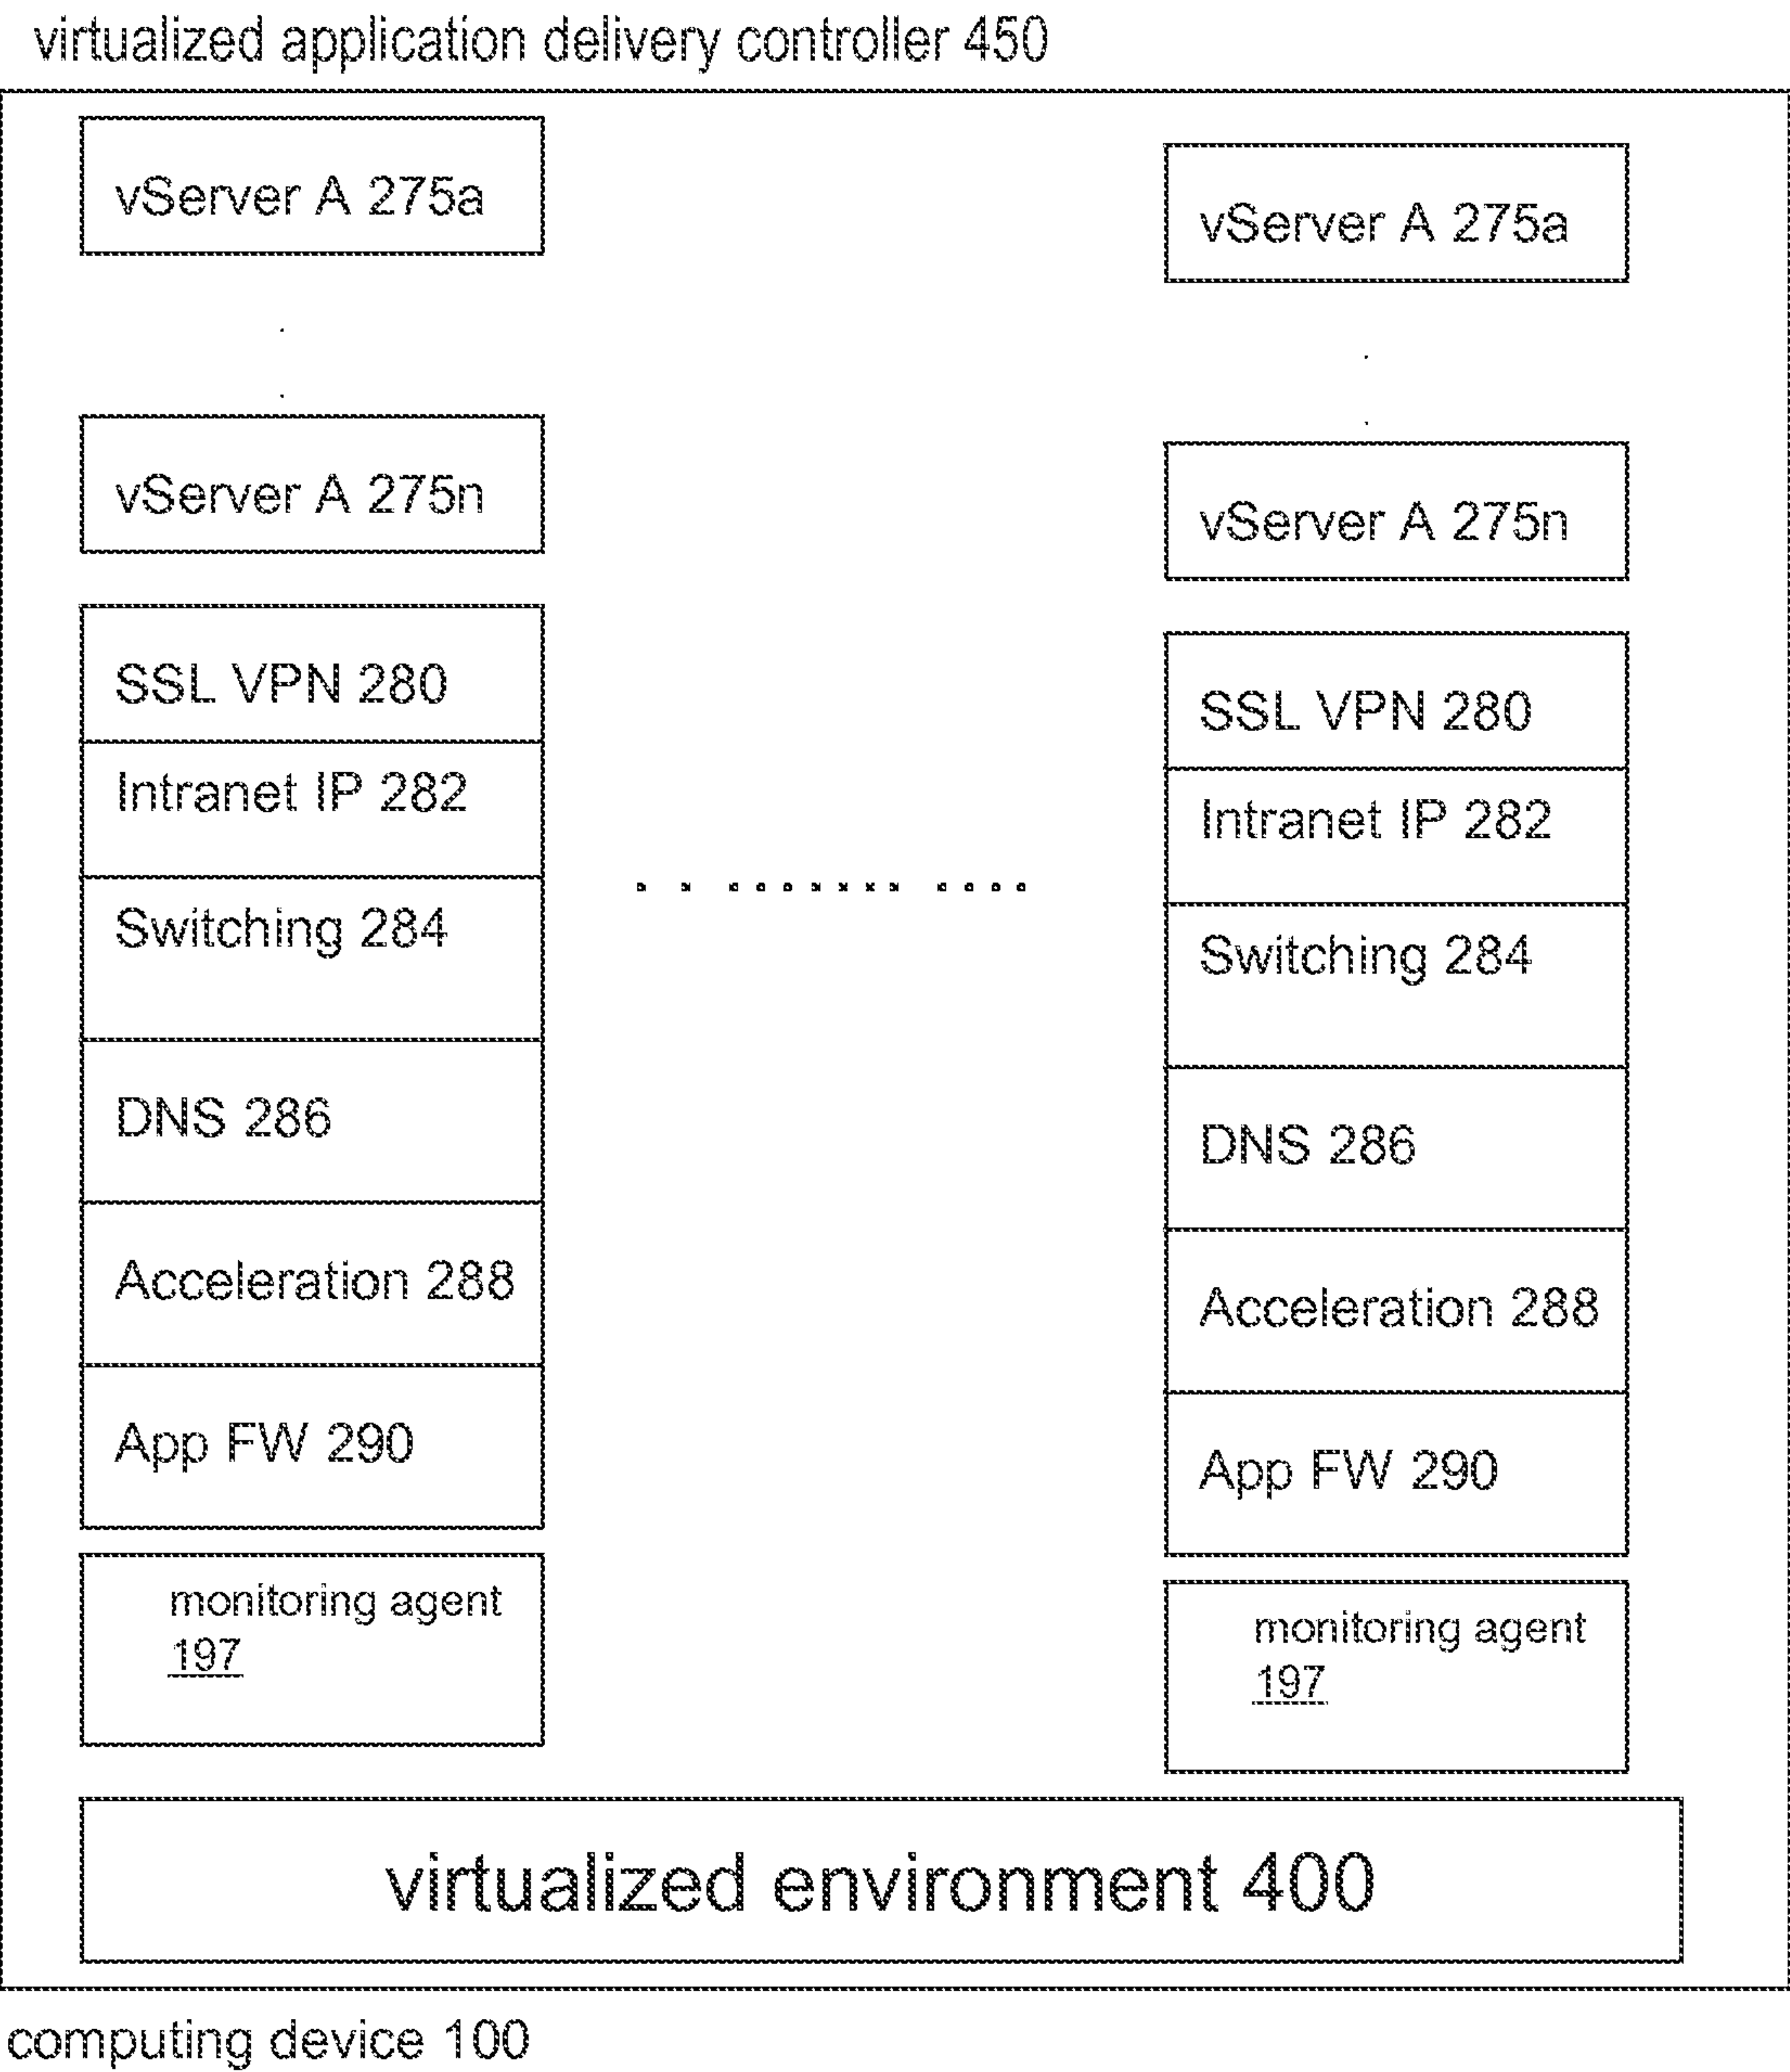 virtualized application delivery controller 450
vServer A 275a
vServer A 275n
SSL VPN 280
Intranet IP 282
Switching 284
DNS 286
Acceleration 288
App FW 290
monitoring agent
197
vServer A 275a
vServer A 275n
SSL VPN 280
Intranet IP 282
Switching 284
DNS 286
Acceleration 288
App FW 290
monitoring agent
197
virtualized environment 400
computing device 100